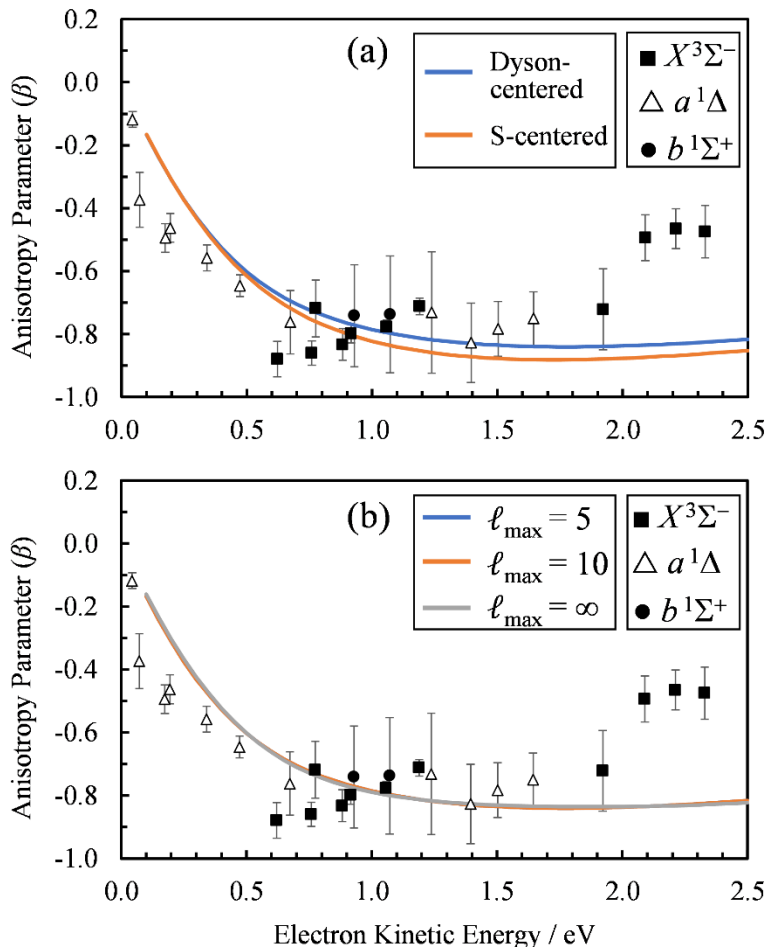 0.2
0.0
-0.2
-0.4
-0.6
-0.8
-1.0
Anisotropy Parameter (β)
(a)
Dyson-
centered
S-centered
X³Σ⁻
a¹Δ
b¹Σ⁺
0.0 0.5 1.0 1.5 2.0 2.5
0.2
0.0
-0.2
-0.4
-0.6
-0.8
-1.0
Anisotropy Parameter (β)
(b)
ℓmax = 5
ℓmax = 10
ℓmax = ∞
X³Σ⁻
a¹Δ
b¹Σ⁺
0.0 0.5 1.0 1.5 2.0 2.5
Electron Kinetic Energy / eV